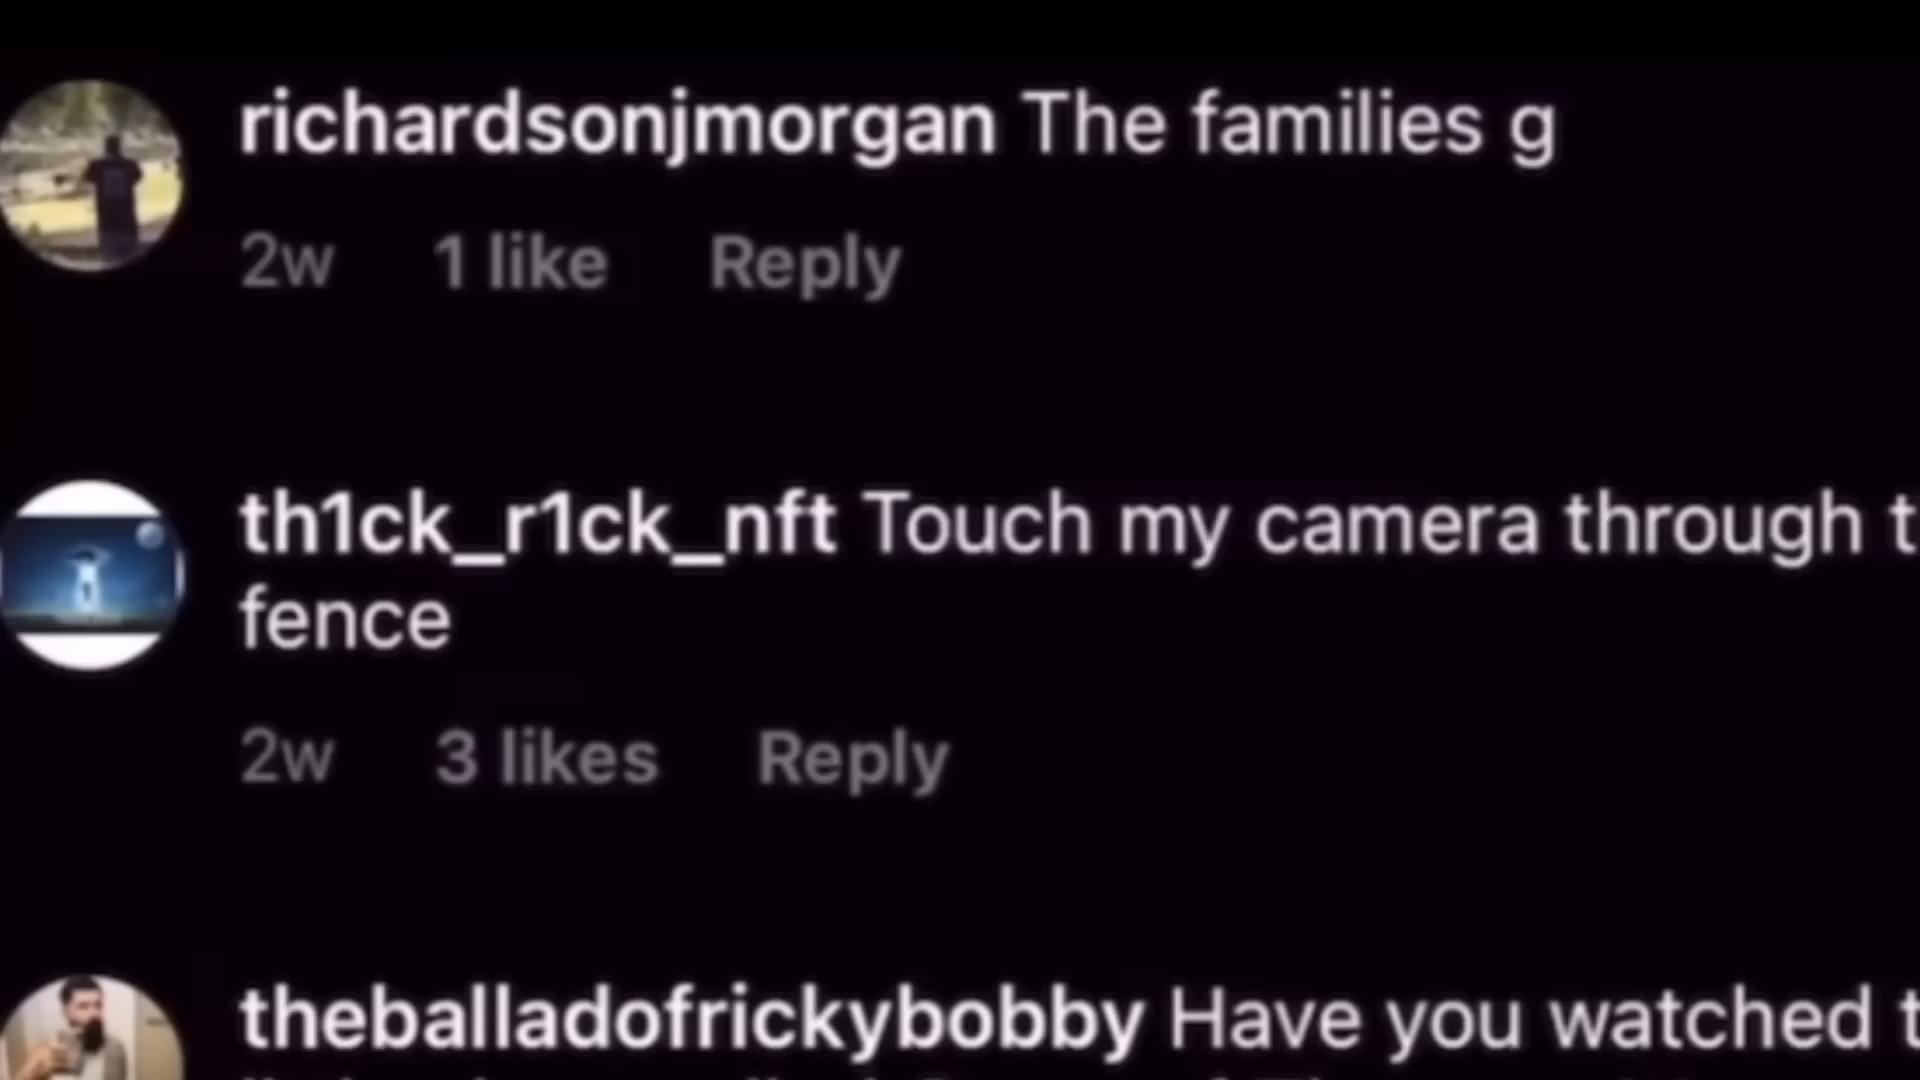 richardsonjmorgan The families g
2w 1 like Reply
th1ck_r1ck_nft Touch my camera through t
fence
2w 3 likes Reply
theballadofrickybobby Have you watched t